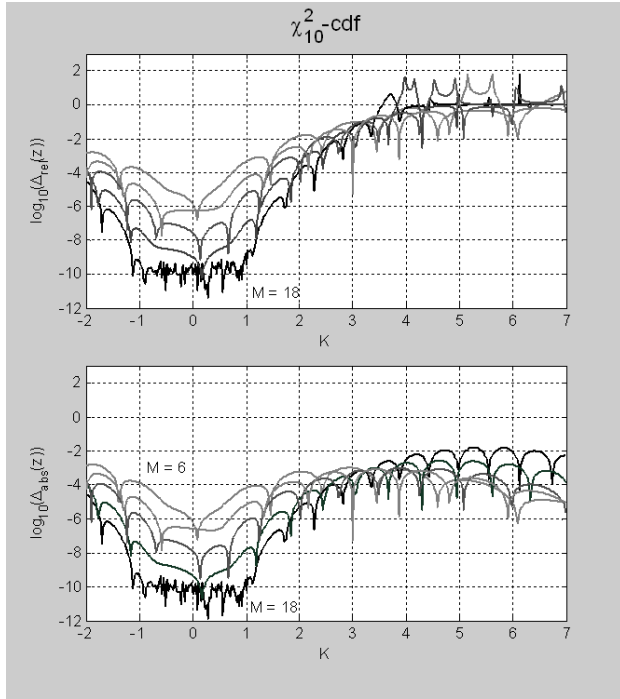 χ²₁₀-cdf
log₁₀(Δrel(z))
2
0
-2
-4
-6
-8
-10
-12
M = 18
-2 -1 0 1 2 3 4 5 6 7
K
log₁₀(Δabs(z))
2
0
-2
-4
-6
-8
-10
-12
M = 6
M = 18
-2 -1 0 1 2 3 4 5 6 7
K